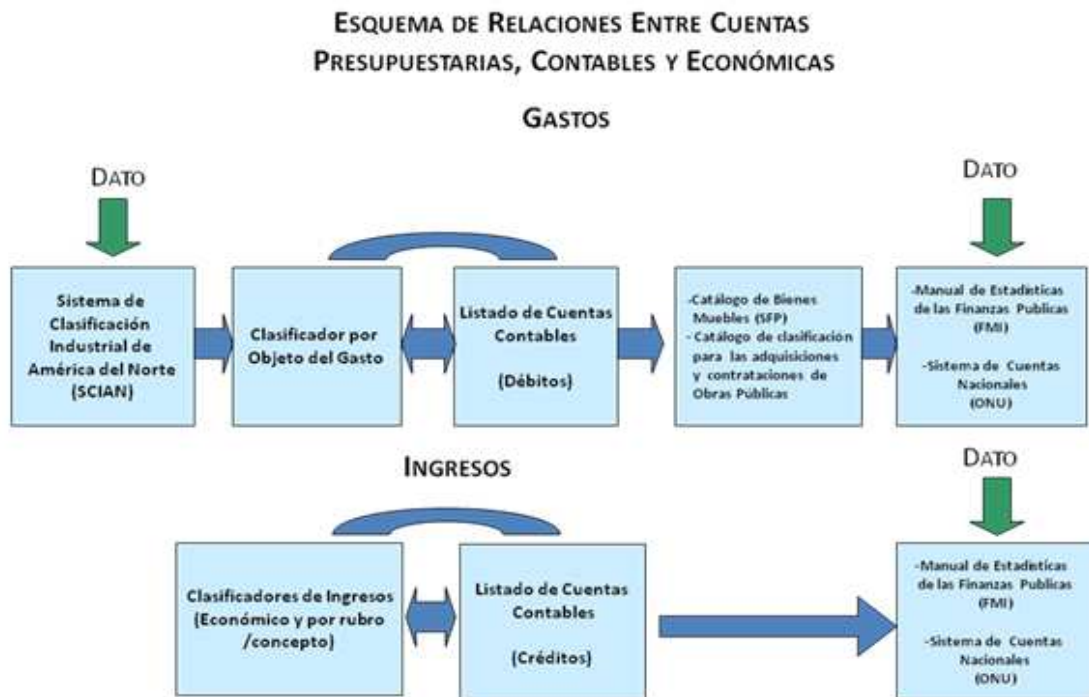 ESQUEMA DE RELACIONES ENTRE CUENTAS
PRESUPUESTARIAS, CONTABLES Y ECONÓMICAS
GASTOS
DATO
DATO
Sistema de
Clasificación
Industrial de
América del Norte
(SCIAN)
Clasificador por
Objeto del Gasto
Listado de Cuentas
Contables
(Débitos)
-Catálogo de Bienes
Muebles (SFP)
- Catálogo de clasificación
para las adquisiciones
y contrataciones de
Obras Públicas
-Manual de Estadísticas
de las Finanzas Publicas
(FMI)
-Sistema de Cuentas
Nacionales
(ONU)
INGRESOS
DATO
Clasificadores de Ingresos
(Económico y por rubro
/concepto)
Listado de Cuentas
Contables
(Créditos)
-Manual de Estadísticas
de las Finanzas Publicas
(FMI)
-Sistema de Cuentas
Nacionales
(ONU)